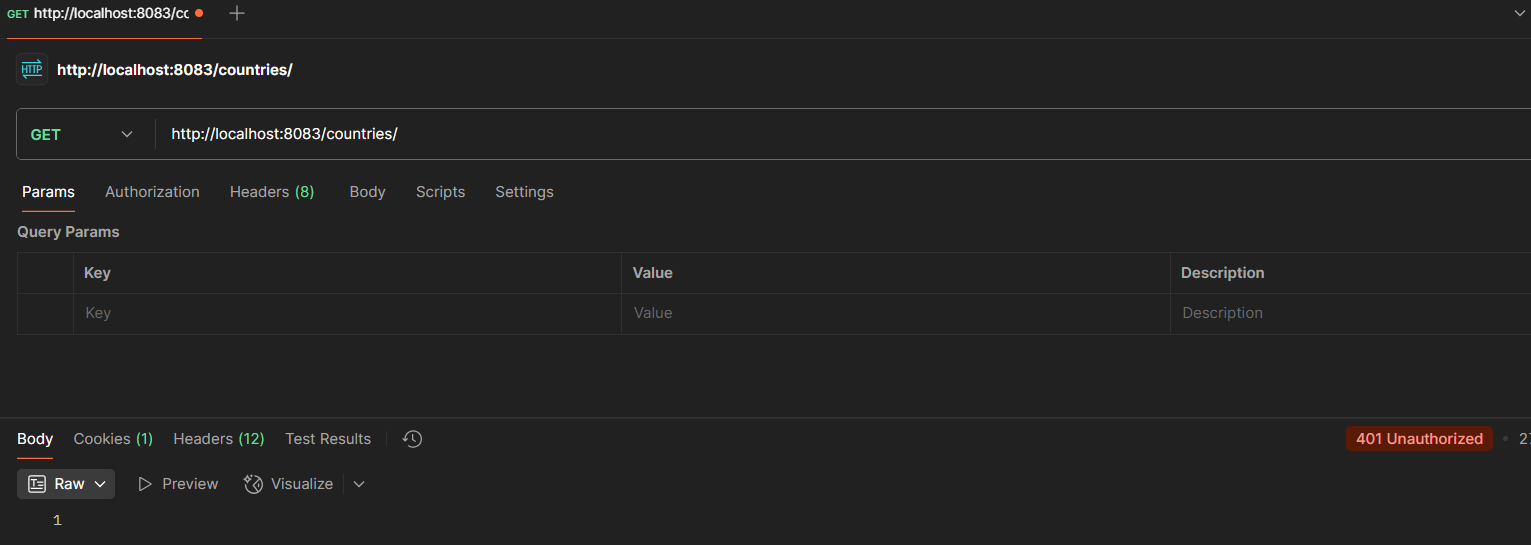 GET http://localhost:8083/cc
HTTP http://localhost:8083/countries/
GET http://localhost:8083/countries/
Params Authorization Headers (8) Body Scripts Settings
Query Params
Key Value Description
Key Value Description
Body Cookies (1) Headers (12) Test Results 401 Unauthorized
Raw Preview Visualize
1